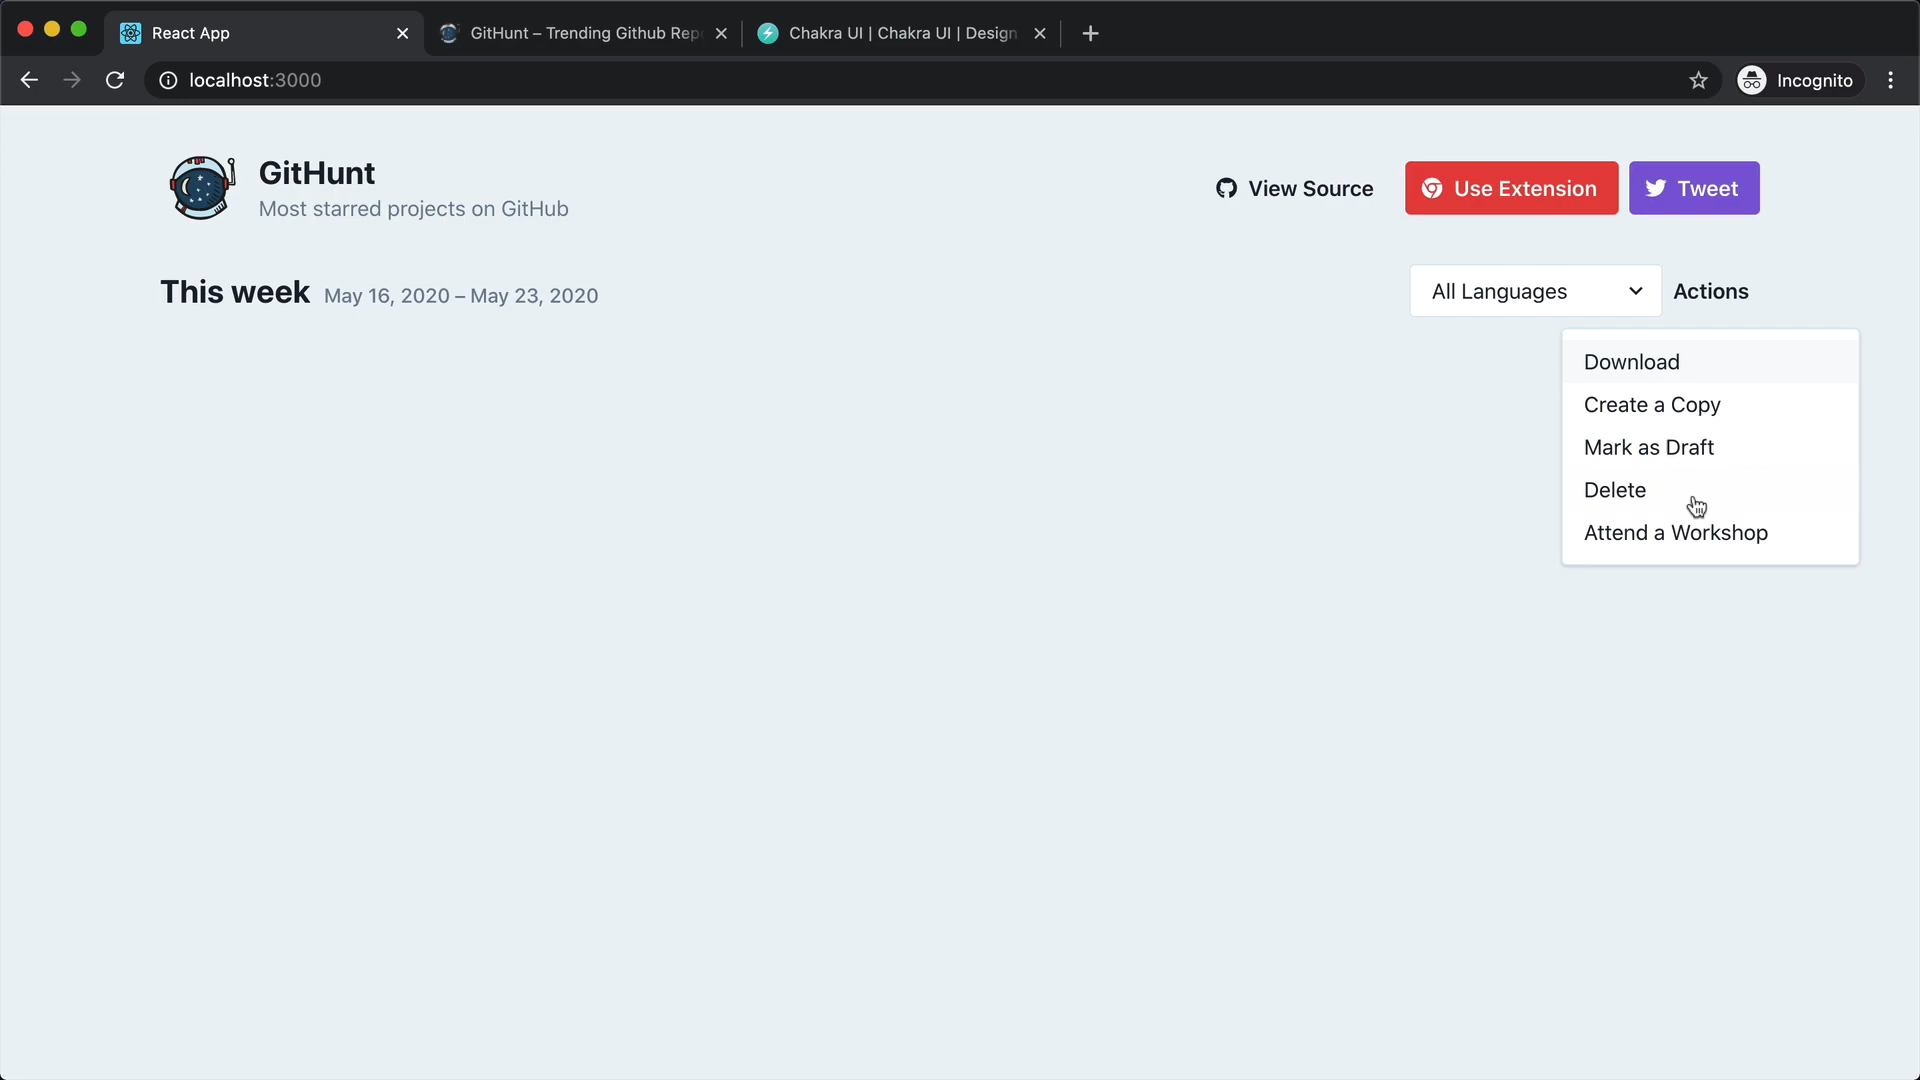 React App
GitHunt – Trending Github Rep
Chakra UI | Chakra UI | Design
localhost:3000
Incognito
GitHunt
Most starred projects on GitHub
View Source
Use Extension
Tweet
This week May 16, 2020 – May 23, 2020
All Languages
Actions
Download
Create a Copy
Mark as Draft
Delete
Attend a Workshop